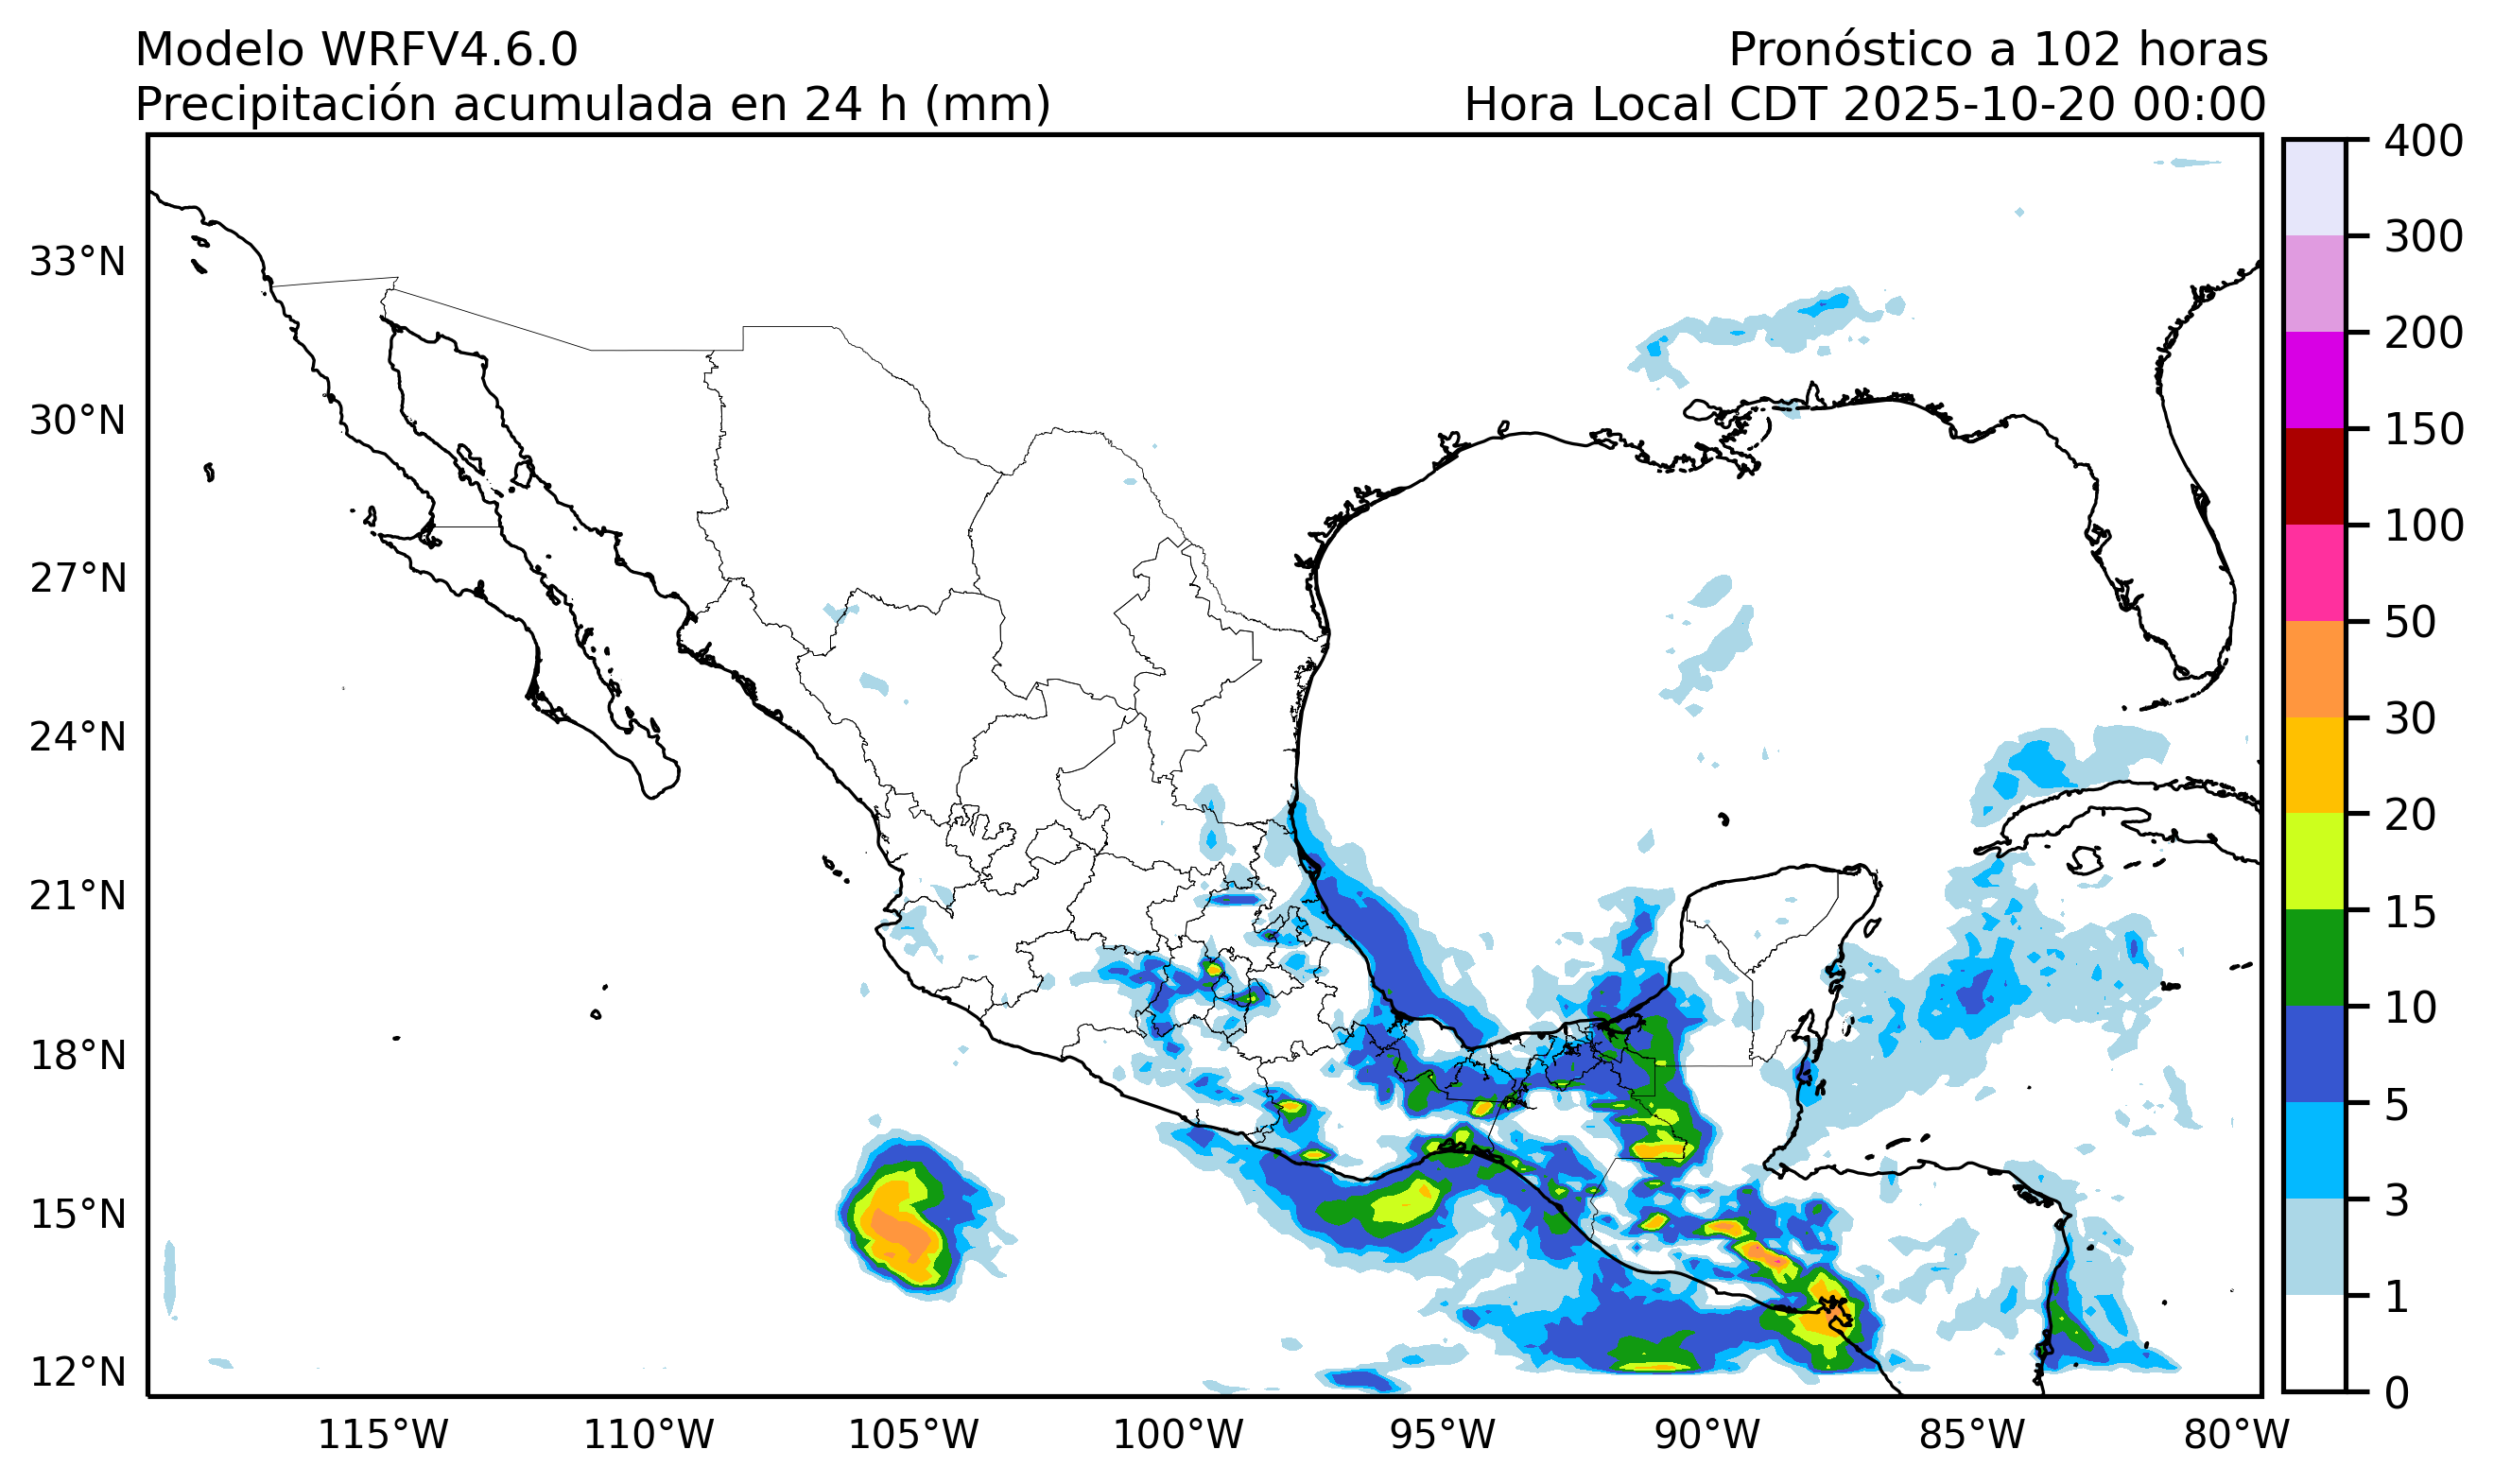 Modelo WRFV4.6.0
Pronóstico a 102 horas
Precipitación acumulada en 24 h (mm)
Hora Local CDT 2025-10-20 00:00
33°N
30°N
27°N
24°N
21°N
18°N
15°N
12°N
115°W
110°W
105°W
100°W
95°W
90°W
85°W
80°W
400
300
200
150
100
50
30
20
15
10
5
3
1
0